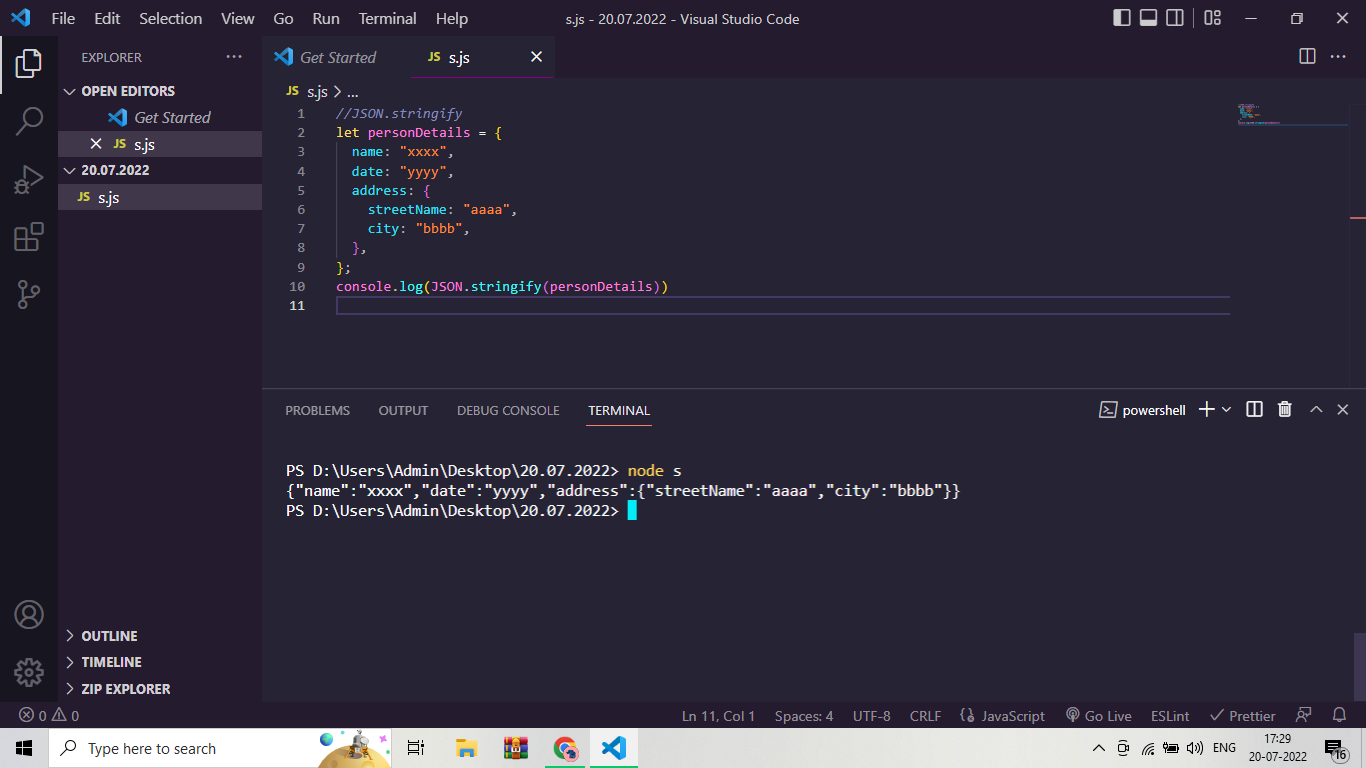 File Edit Selection View Go Run Terminal Help
s.js - 20.07.2022 - Visual Studio Code
EXPLORER
OPEN EDITORS
Get Started
JS s.js
20.07.2022
JS s.js
OUTLINE
TIMELINE
ZIP EXPLORER
Get Started
JS s.js
JS s.js > ...
1 //JSON.stringify
2 let personDetails = {
3 name: "xxxx",
4 date: "yyyy",
5 address: {
6 streetName: "aaaa",
7 city: "bbbb",
8 },
9 };
10 console.log(JSON.stringify(personDetails))
11
PROBLEMS OUTPUT DEBUG CONSOLE TERMINAL
powershell
PS D:\Users\Admin\Desktop\20.07.2022> node s
{"name":"xxxx","date":"yyyy","address":{"streetName":"aaaa","city":"bbbb"}}
PS D:\Users\Admin\Desktop\20.07.2022>
0 0
Ln 11, Col 1 Spaces: 4 UTF-8 CRLF JavaScript Go Live ESLint Prettier
Type here to search
ENG
17:29
20-07-2022
16